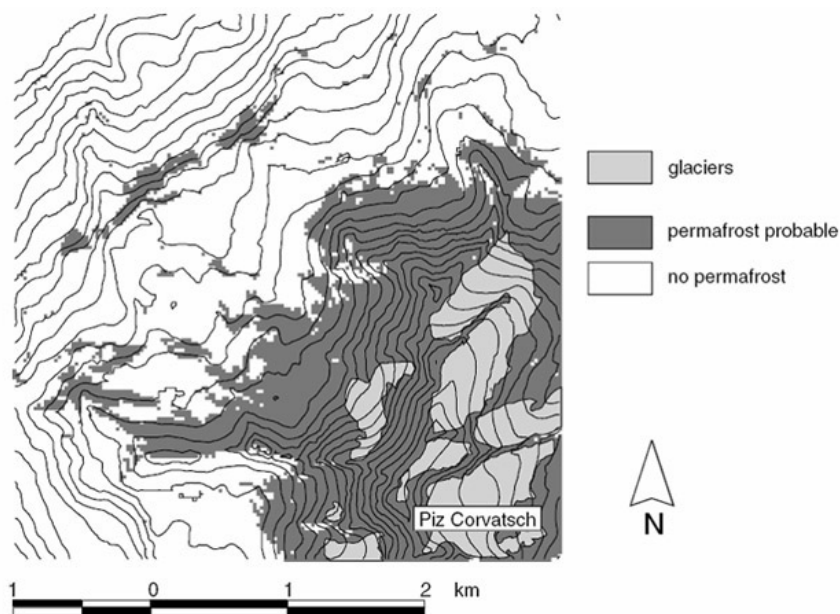 glaciers
permafrost probable
no permafrost
Piz Corvatsch
N
1 0 1 2 km